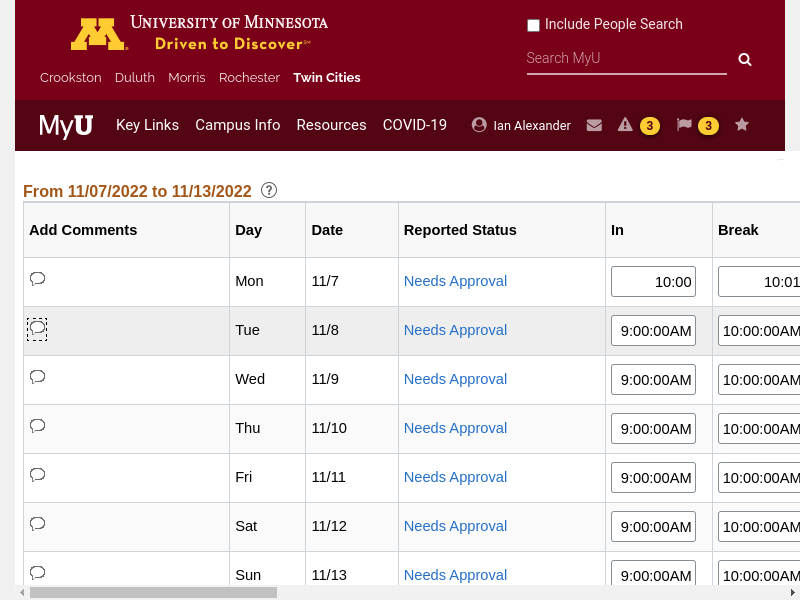 UNIVERSITY OF MINNESOTA
Driven to Discover℠
Crookston Duluth Morris Rochester Twin Cities
Include People Search
Search MyU
MyU Key Links Campus Info Resources COVID-19 Ian Alexander 3 3
From 11/07/2022 to 11/13/2022 ?
Add Comments Day Date Reported Status In Break
Mon 11/7 Needs Approval 10:00 10:01
Tue 11/8 Needs Approval 9:00:00AM 10:00:00AM
Wed 11/9 Needs Approval 9:00:00AM 10:00:00AM
Thu 11/10 Needs Approval 9:00:00AM 10:00:00AM
Fri 11/11 Needs Approval 9:00:00AM 10:00:00AM
Sat 11/12 Needs Approval 9:00:00AM 10:00:00AM
Sun 11/13 Needs Approval 9:00:00AM 10:00:00AM